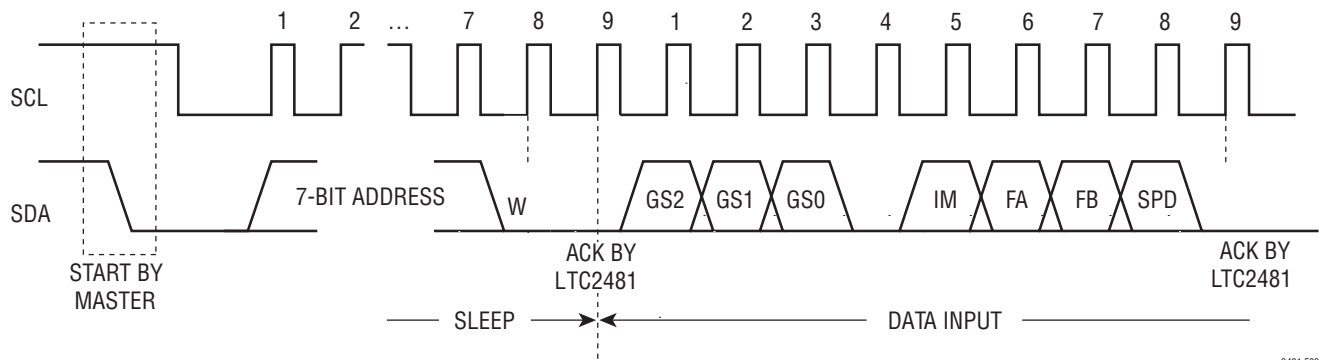 1 2 … 7 8 9 1 2 3 4 5 6 7 8 9
SCL
SDA
7-BIT ADDRESS
W
GS2 GS1 GS0 IM FA FB SPD
START BY
MASTER
ACK BY
LTC2481
ACK BY
LTC2481
SLEEP
DATA INPUT